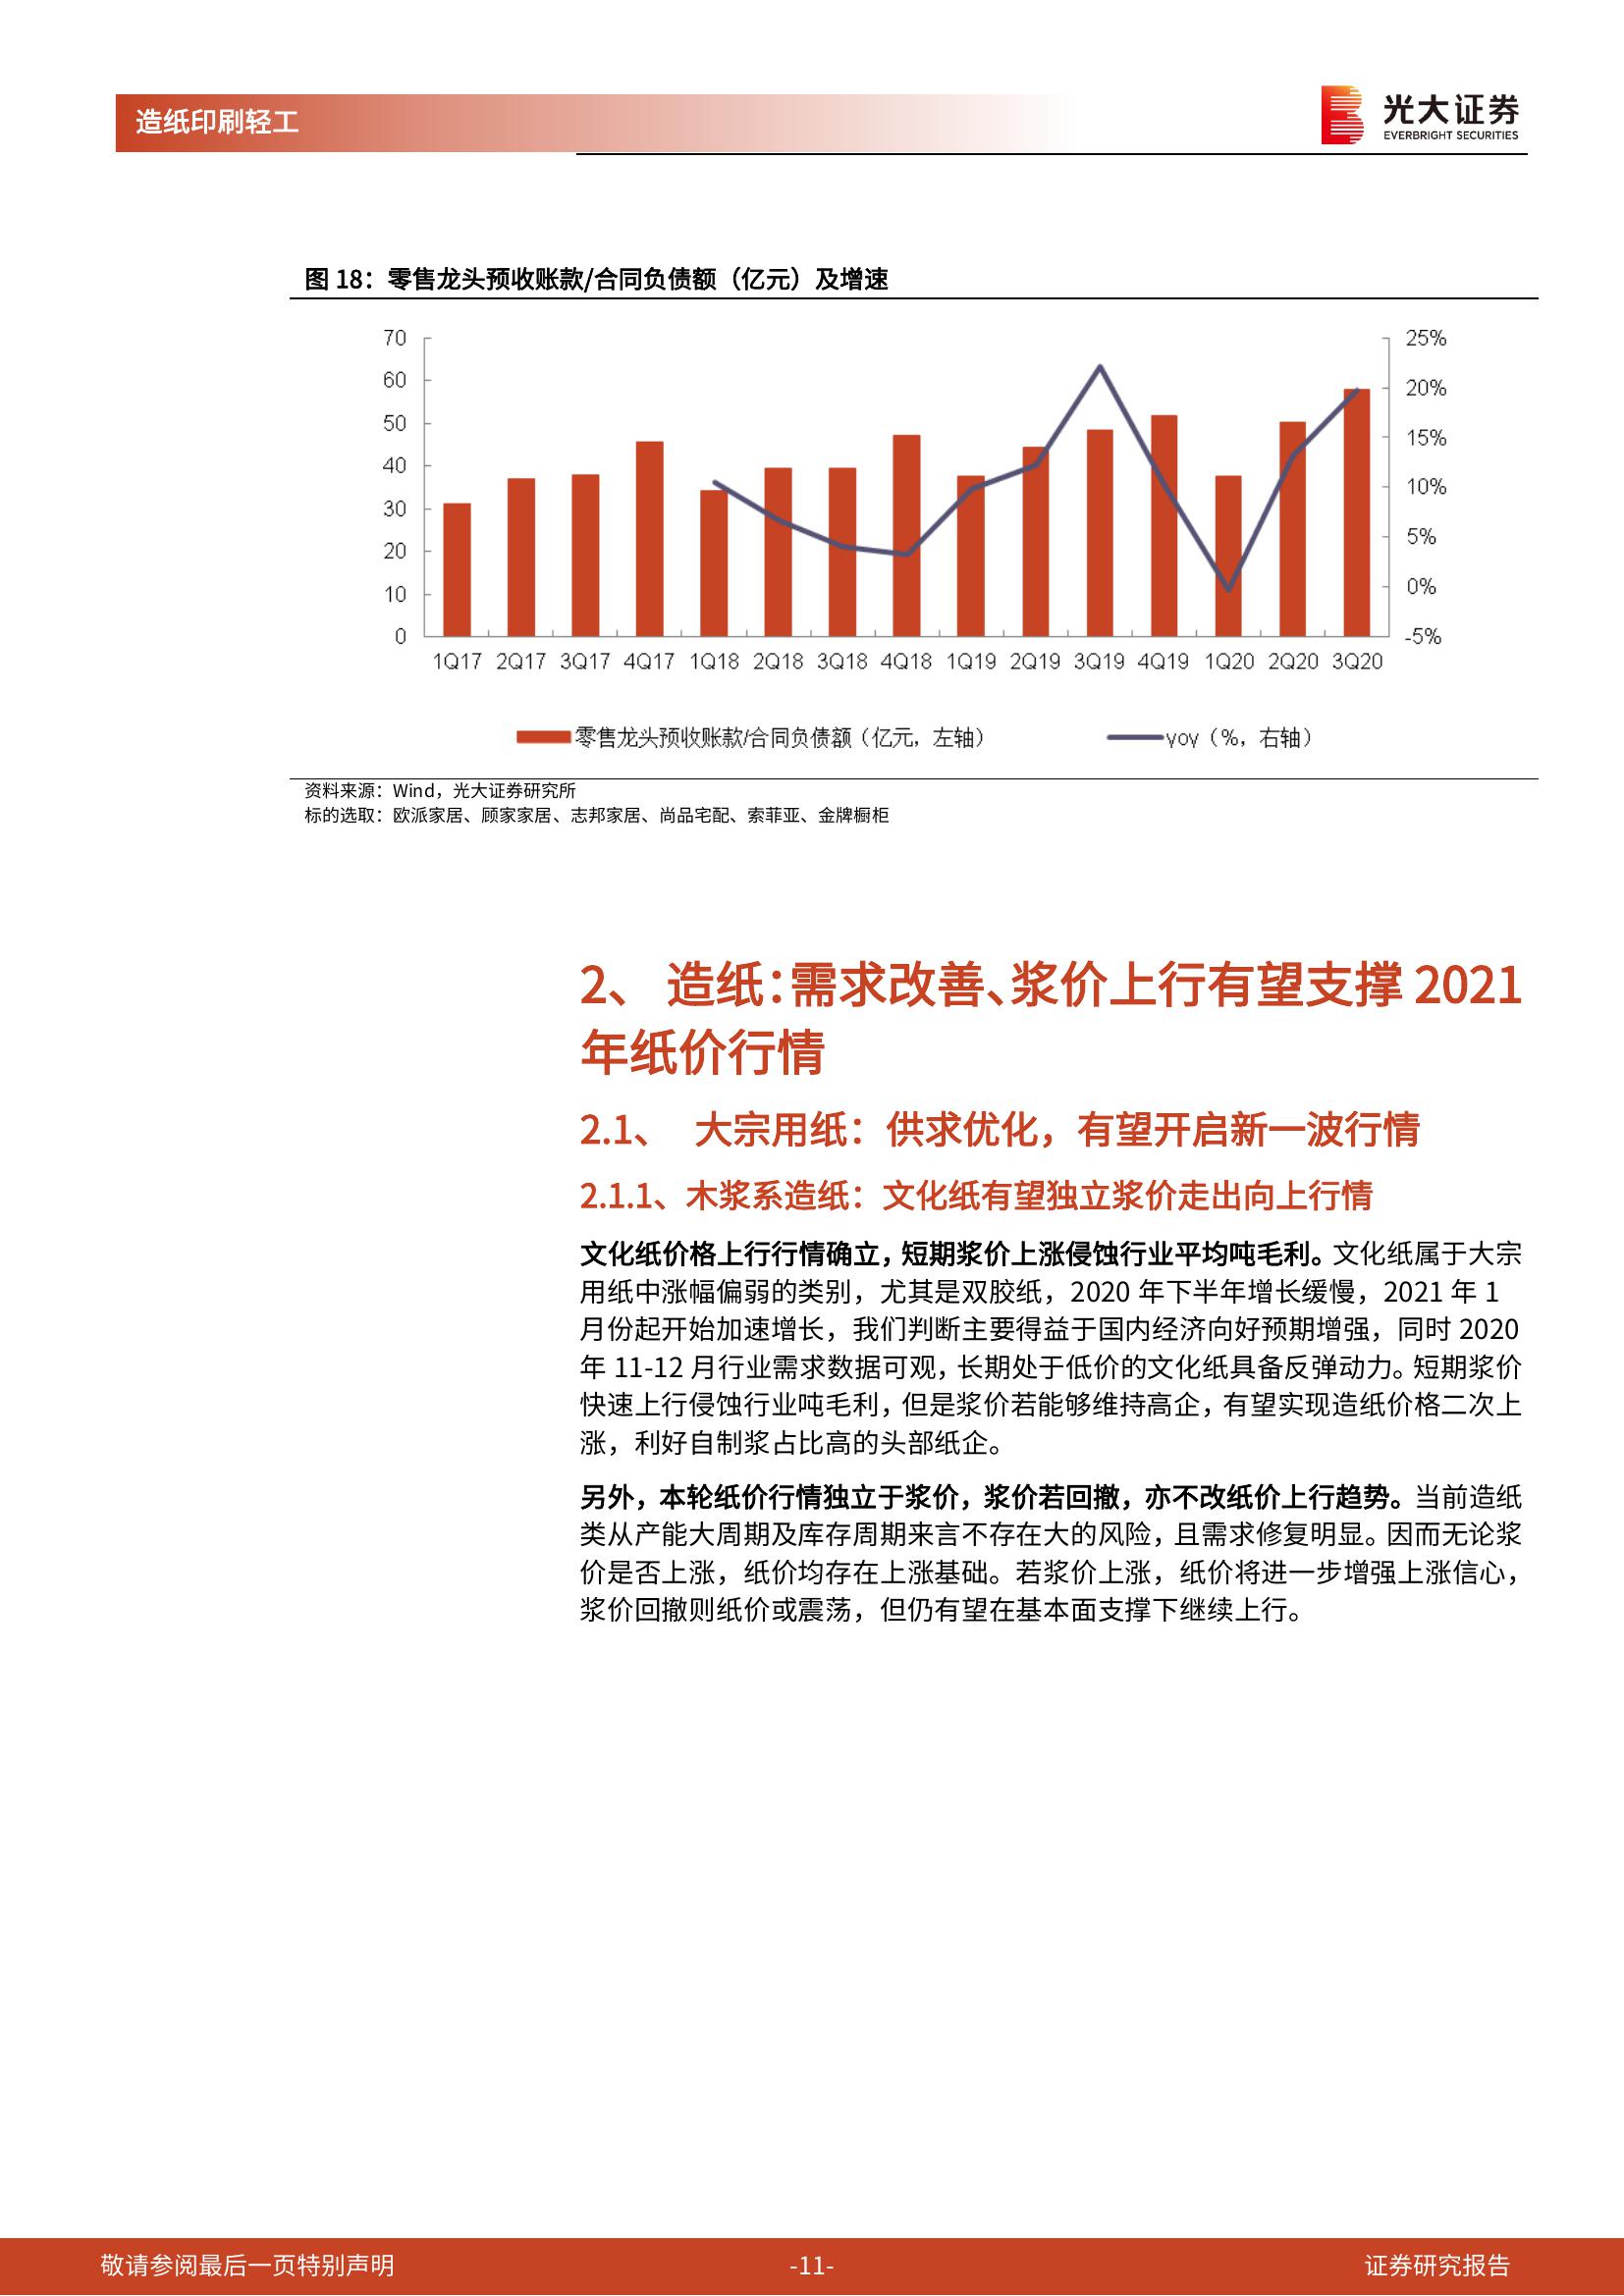 造纸印刷轻工
光大证券
EVERBRIGHT SECURITIES
图 18：零售龙头预收账款/合同负债额（亿元）及增速
70
60
50
40
30
20
10
0
25%
20%
15%
10%
5%
0%
-5%
1Q17 2Q17 3Q17 4Q17 1Q18 2Q18 3Q18 4Q18 1Q19 2Q19 3Q19 4Q19 1Q20 2Q20 3Q20
零售龙头预收账款/合同负债额（亿元，左轴） yoy（%，右轴）
资料来源：Wind，光大证券研究所
标的选取：欧派家居、顾家家居、志邦家居、尚品宅配、索菲亚、金牌橱柜
2、 造纸：需求改善、浆价上行有望支撑 2021
年纸价行情
2.1、 大宗用纸：供求优化，有望开启新一波行情
2.1.1、木浆系造纸：文化纸有望独立浆价走出向上行情
文化纸价格上行行情确立，短期浆价上涨侵蚀行业平均吨毛利。文化纸属于大宗
用纸中涨幅偏弱的类别，尤其是双胶纸，2020 年下半年增长缓慢，2021 年 1
月份起开始加速增长，我们判断主要得益于国内经济向好预期增强，同时 2020
年 11-12 月行业需求数据可观，长期处于低价的文化纸具备反弹动力。短期浆价
快速上行侵蚀行业吨毛利，但是浆价若能够维持高企，有望实现造纸价格二次上
涨，利好自制浆占比高的头部纸企。
另外，本轮纸价行情独立于浆价，浆价若回撤，亦不改纸价上行趋势。当前造纸
类从产能大周期及库存周期来言不存在大的风险，且需求修复明显。因而无论浆
价是否上涨，纸价均存在上涨基础。若浆价上涨，纸价将进一步增强上涨信心，
浆价回撤则纸价或震荡，但仍有望在基本面支撑下继续上行。
敬请参阅最后一页特别声明 -11- 证券研究报告